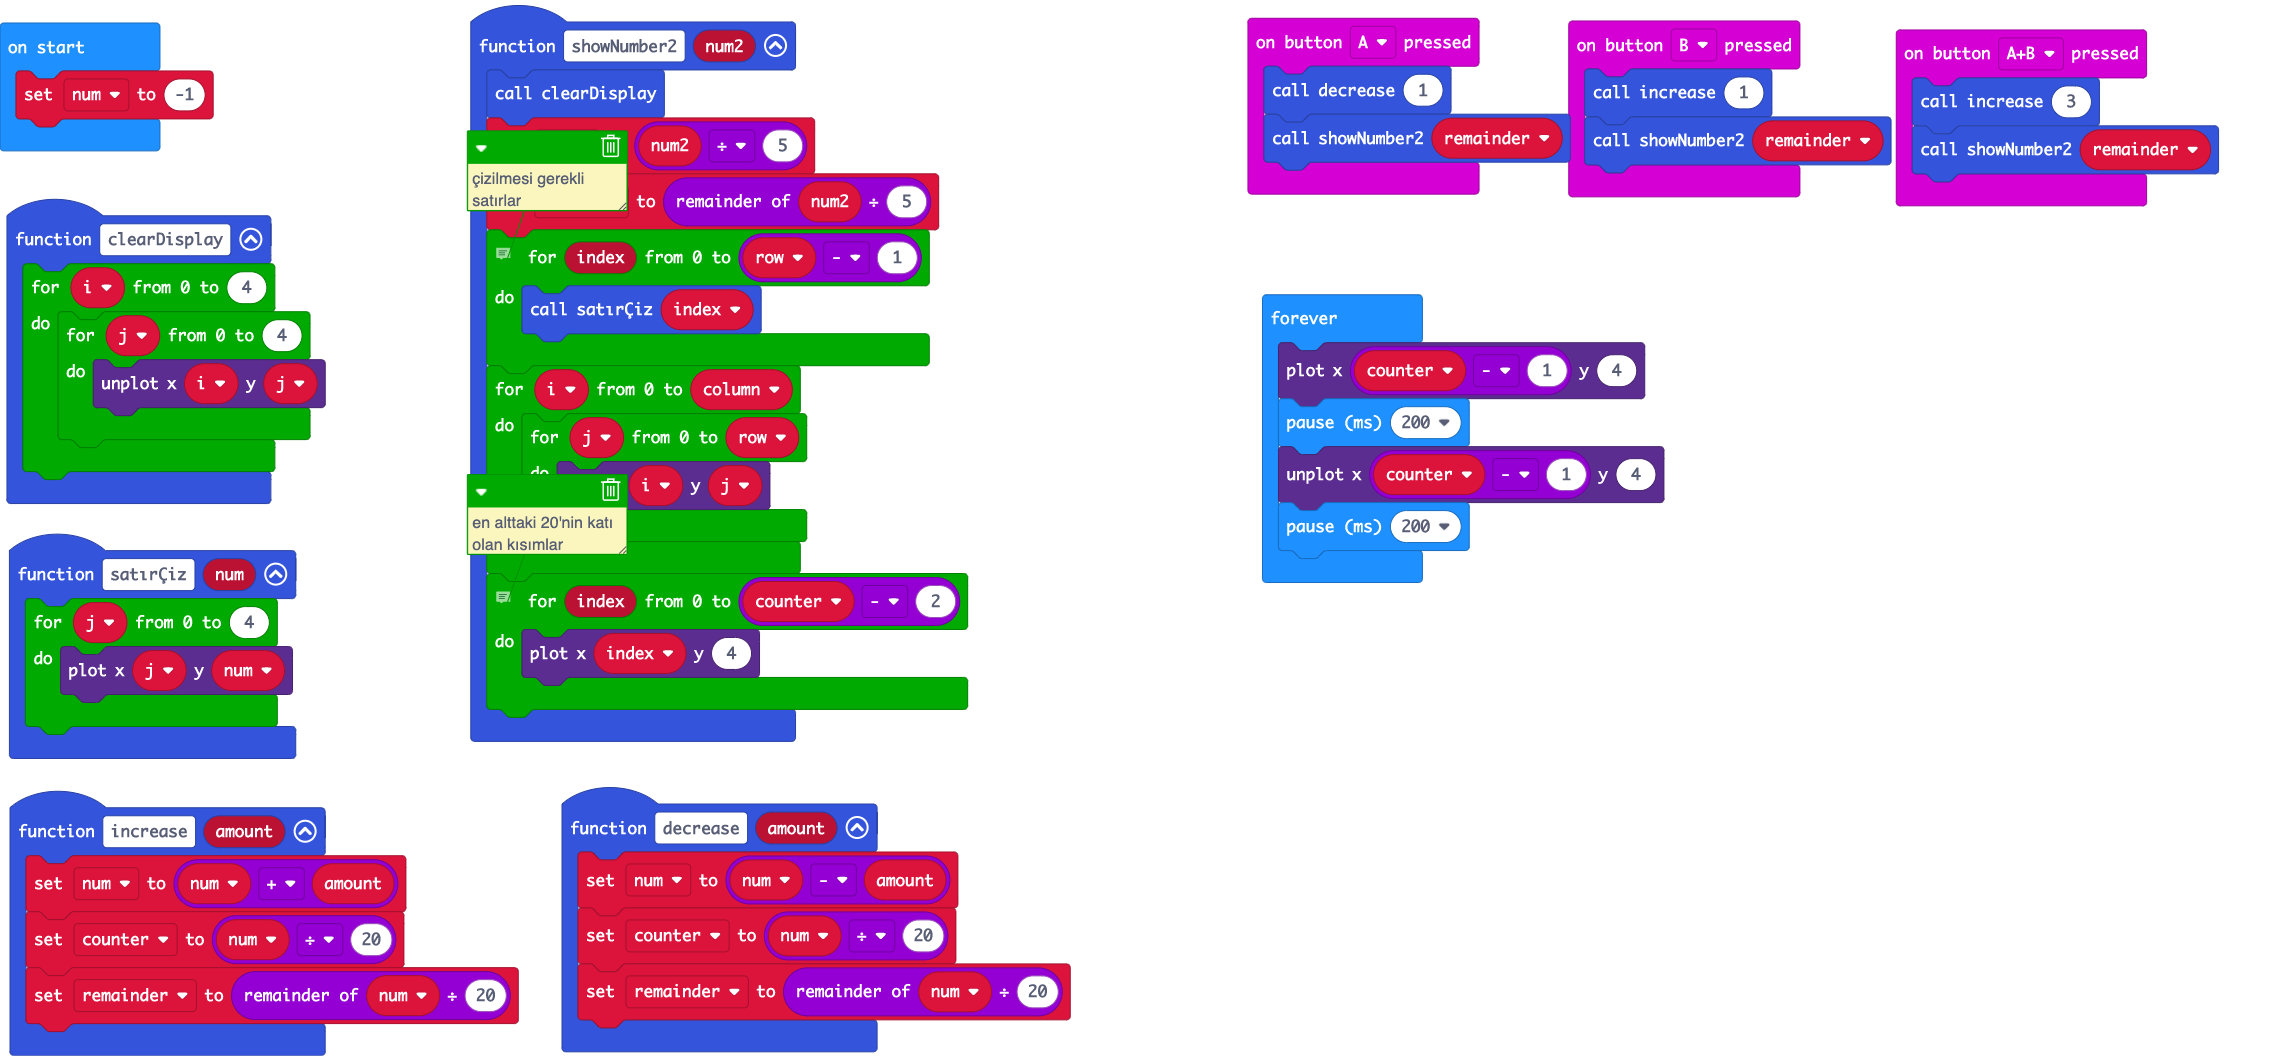 on start
set num to -1
function clearDisplay
for i from 0 to 4
do for j from 0 to 4
do unplot x i y j
function satırÇiz num
for j from 0 to 4
do plot x j y num
function increase amount
set num to num + amount
set counter to num ÷ 20
set remainder to remainder of num ÷ 20
function showNumber2 num2
call clearDisplay
num2 ÷ 5
çizilmesi gerekli
satırlar
to remainder of num2 ÷ 5
for index from 0 to row - 1
do call satırÇiz index
for i from 0 to column
do for j from 0 to row
do i y j
en alttaki 20'nin katı
olan kısımlar
for index from 0 to counter - 2
do plot x index y 4
function decrease amount
set num to num - amount
set counter to num ÷ 20
set remainder to remainder of num ÷ 20
on button A pressed
call decrease 1
call showNumber2 remainder
on button B pressed
call increase 1
call showNumber2 remainder
on button A+B pressed
call increase 3
call showNumber2 remainder
forever
plot x counter - 1 y 4
pause (ms) 200
unplot x counter - 1 y 4
pause (ms) 200